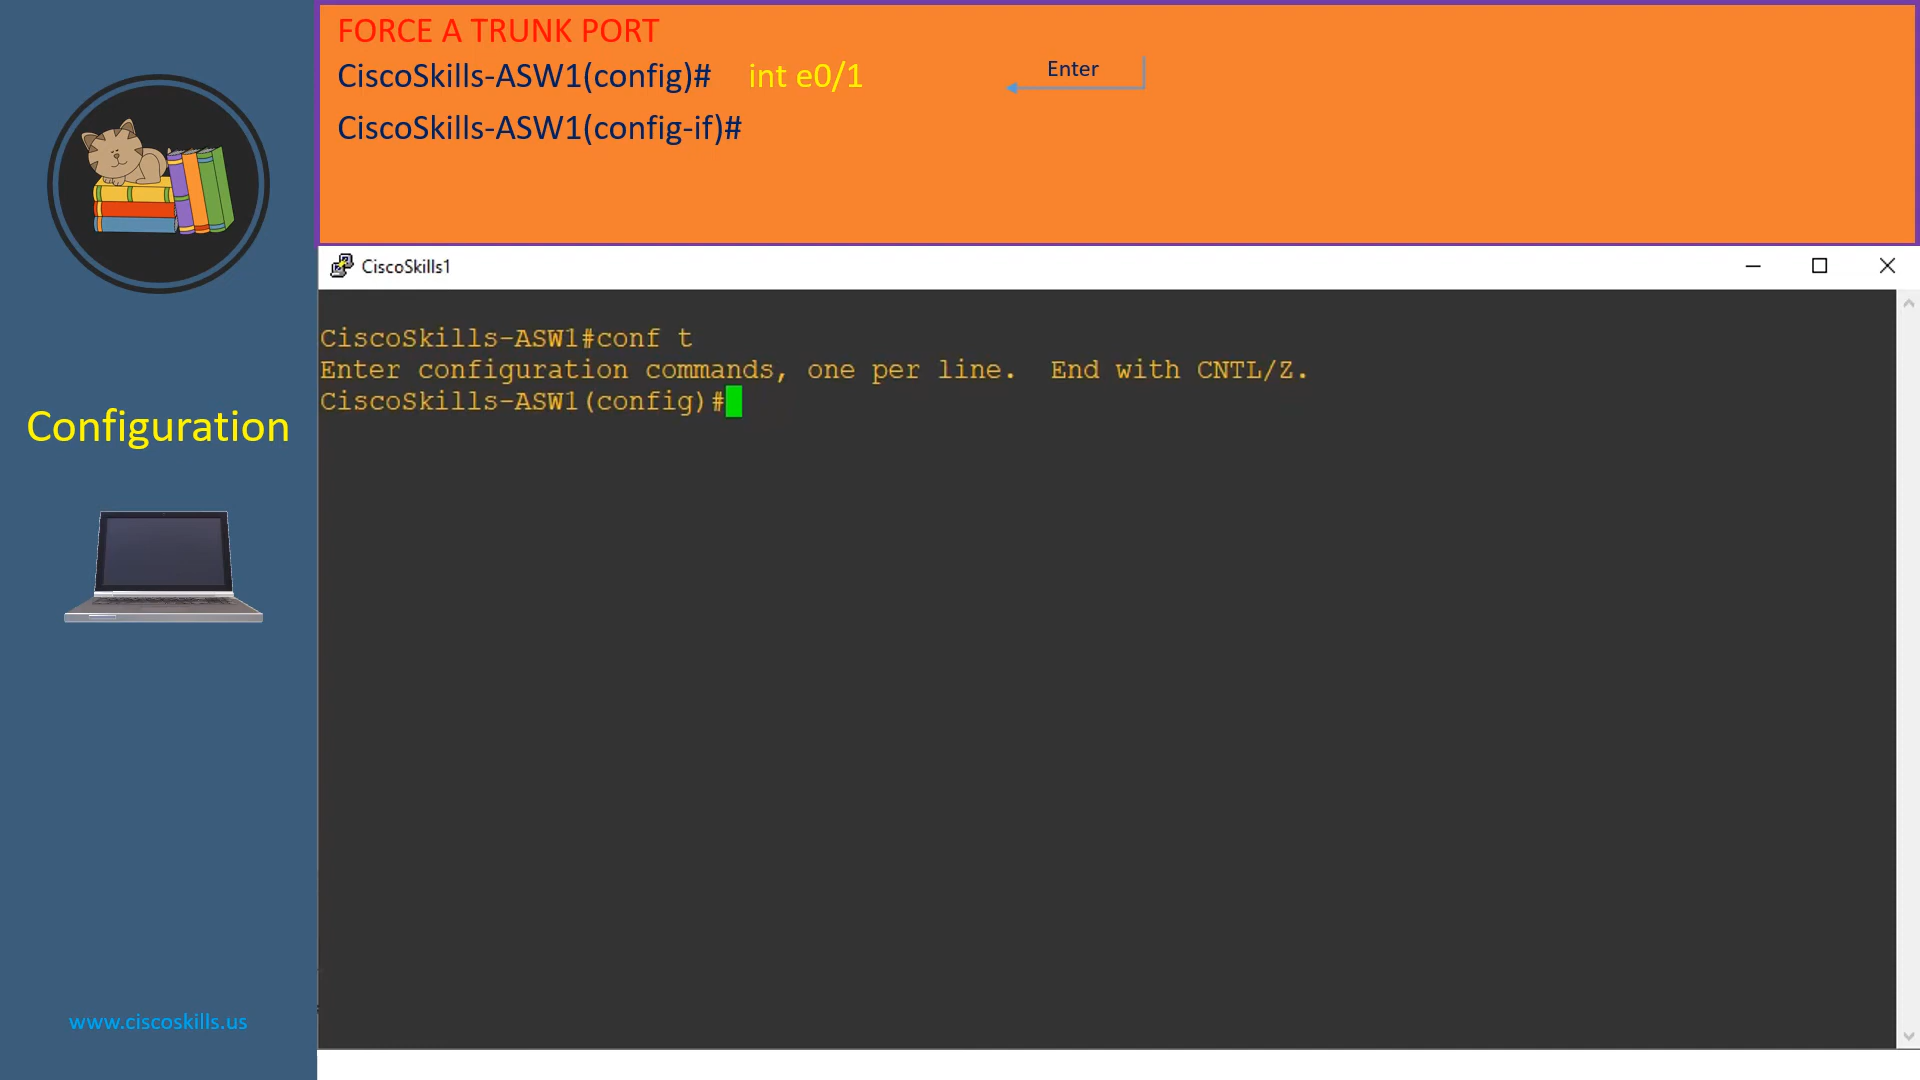 FORCE A TRUNK PORT
CiscoSkills-ASW1(config)# int e0/1 Enter
CiscoSkills-ASW1(config-if)#
CiscoSkills1
CiscoSkills-ASW1#conf t
Enter configuration commands, one per line.  End with CNTL/Z.
CiscoSkills-ASW1(config)#
Configuration
www.ciscoskills.us